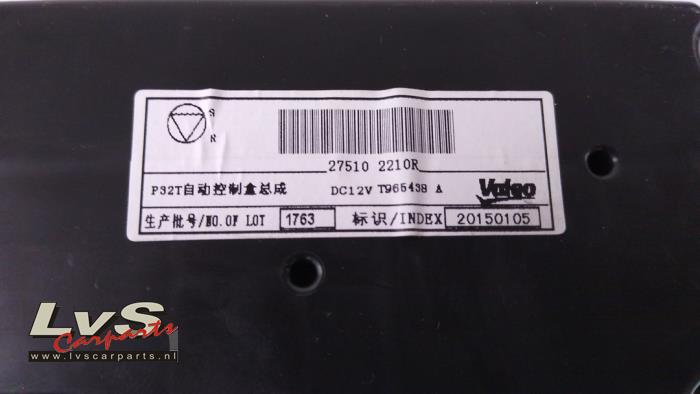 S
R
27510 2210R
P32T自动控制盒总成 DC12V T966543B A Valeo
生产批号/NO.OF LOT 1763 标识/INDEX 20150105
LvS
Carparts
www.lvscarparts.nl